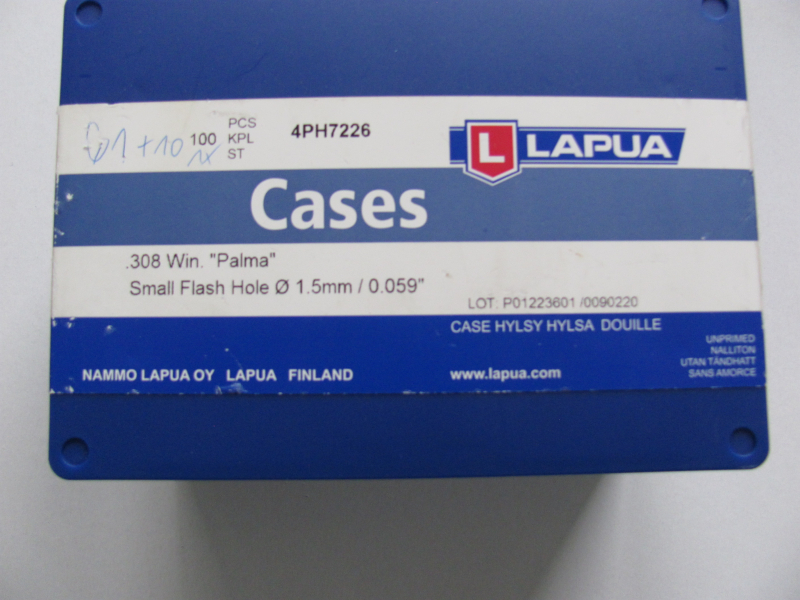 PCS
100 KPL
ST
4PH7226
L LAPUA
Cases
.308 Win. "Palma"
Small Flash Hole Ø 1.5mm / 0.059"
LOT: P01223601 /0090220
CASE HYLSY HYLSA DOUILLE
UNPRIMED
NALLITON
UTAN TÄNDHATT
SANS AMORCE
NAMMO LAPUA OY LAPUA FINLAND
www.lapua.com